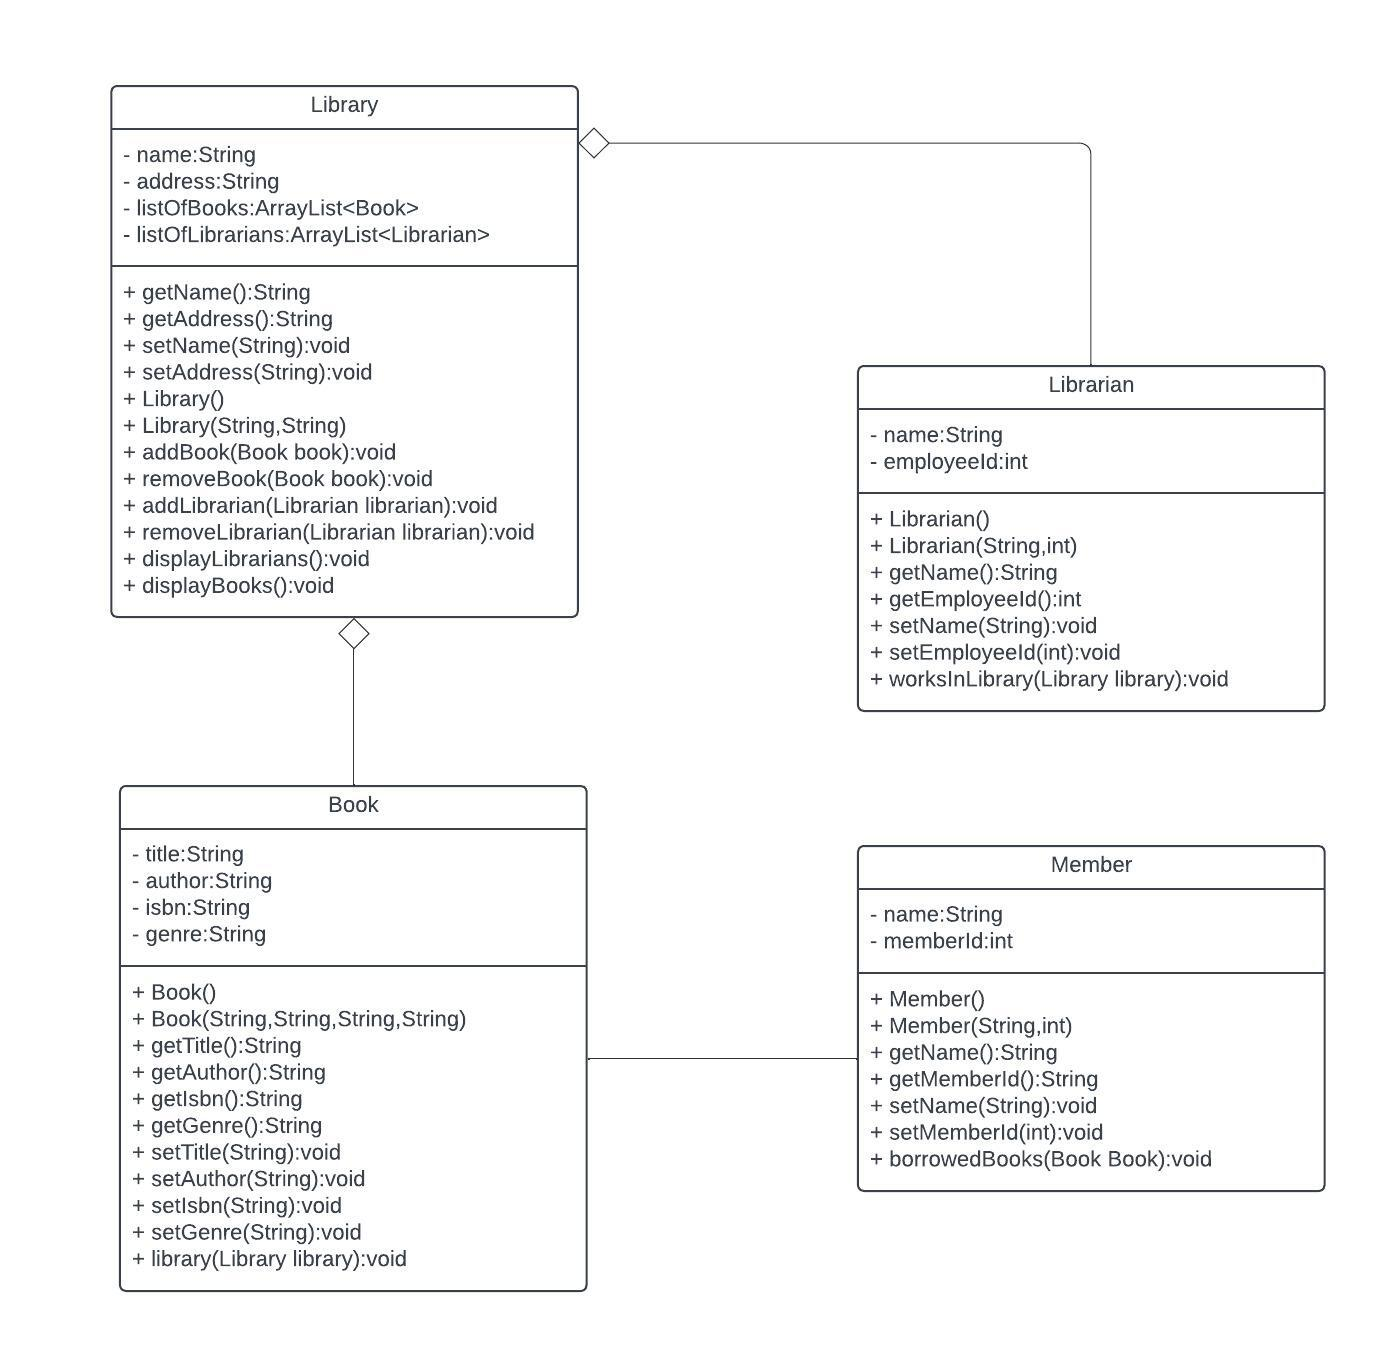 Library
- name:String
- address:String
- listOfBooks:ArrayList<Book>
- listOfLibrarians:ArrayList<Librarian>
+ getName():String
+ getAddress():String
+ setName(String):void
+ setAddress(String):void
+ Library()
+ Library(String,String)
+ addBook(Book book):void
+ removeBook(Book book):void
+ addLibrarian(Librarian librarian):void
+ removeLibrarian(Librarian librarian):void
+ displayLibrarians():void
+ displayBooks():void
Librarian
- name:String
- employeeId:int
+ Librarian()
+ Librarian(String,int)
+ getName():String
+ getEmployeeId():int
+ setName(String):void
+ setEmployeeId(int):void
+ worksInLibrary(Library library):void
Book
- title:String
- author:String
- isbn:String
- genre:String
+ Book()
+ Book(String,String,String,String)
+ getTitle():String
+ getAuthor():String
+ getIsbn():String
+ getGenre():String
+ setTitle(String):void
+ setAuthor(String):void
+ setIsbn(String):void
+ setGenre(String):void
+ library(Library library):void
Member
- name:String
- memberId:int
+ Member()
+ Member(String,int)
+ getName():String
+ getMemberId():String
+ setName(String):void
+ setMemberId(int):void
+ borrowedBooks(Book Book):void